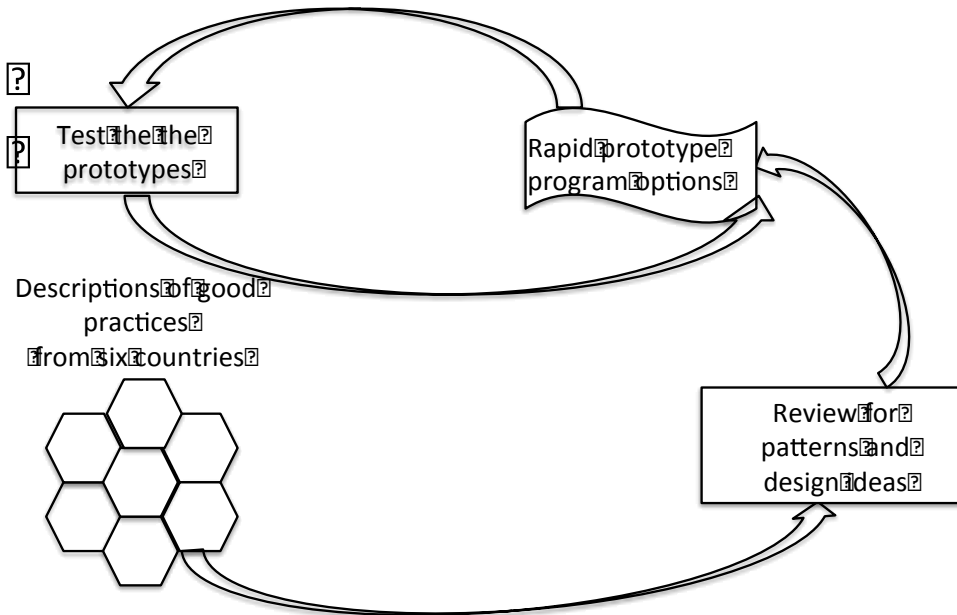 Test the the
prototypes
Rapid prototype
program options
Descriptions of good
practices
from six countries
Review for
patterns and
design ideas